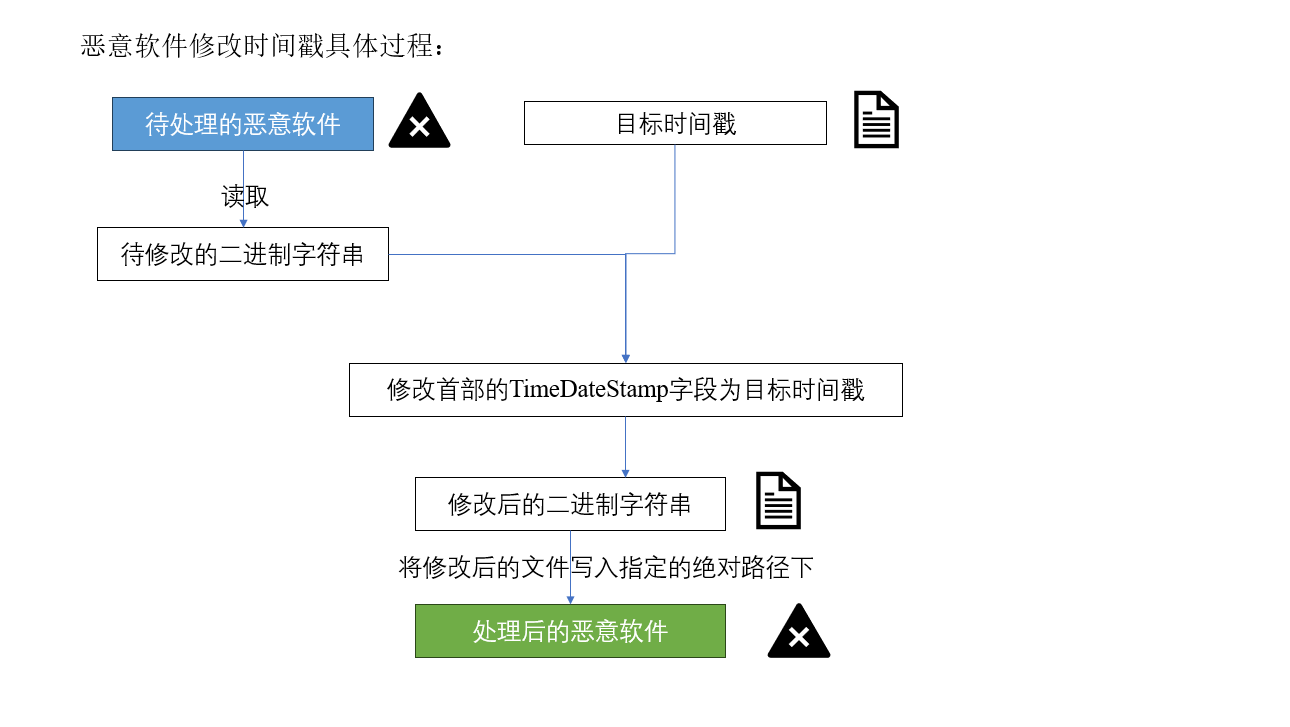 恶意软件修改时间戳具体过程：
待处理的恶意软件
目标时间戳
读取
待修改的二进制字符串
修改首部的TimeDateStamp字段为目标时间戳
修改后的二进制字符串
将修改后的文件写入指定的绝对路径下
处理后的恶意软件